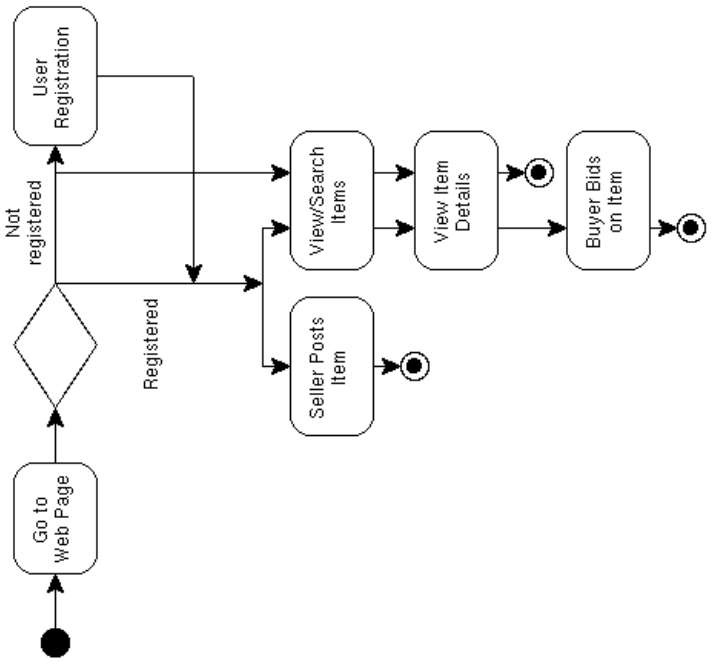 Go to
Web Page
Not
registered
User
Registration
Registered
Seller Posts
Item
View/Search
Items
View Item
Details
Buyer Bids
on Item